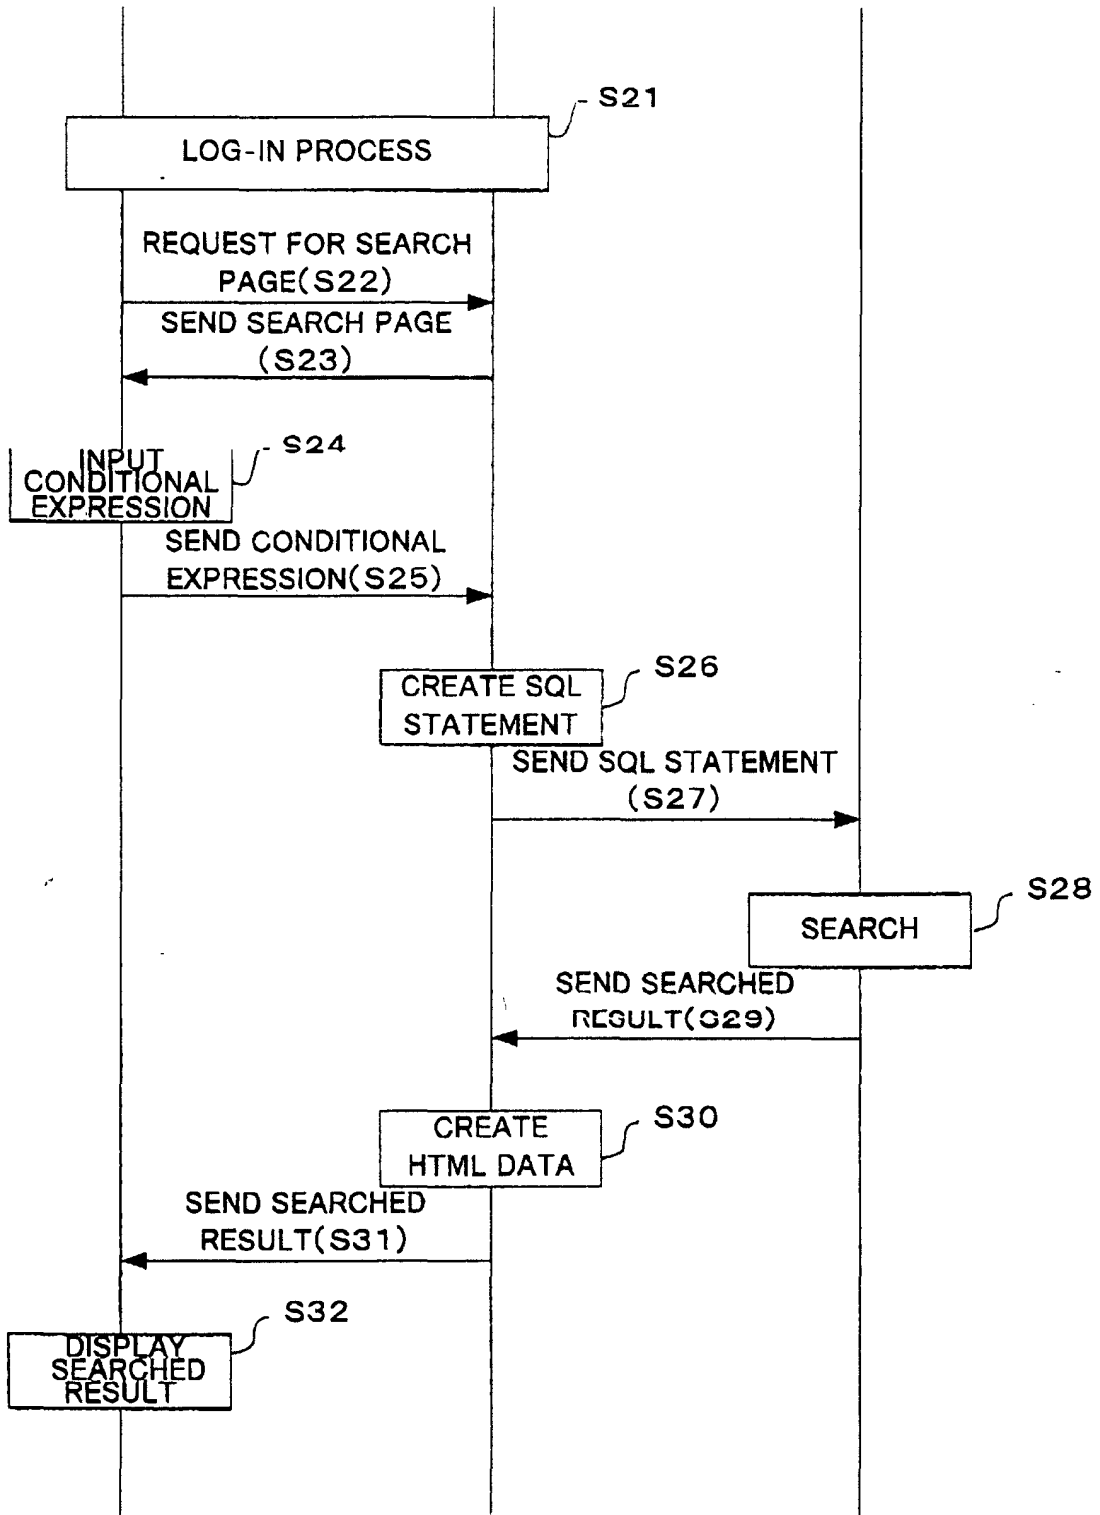 S21
LOG-IN PROCESS
REQUEST FOR SEARCH
PAGE(S22)
SEND SEARCH PAGE
(S23)
S24
INPUT
CONDITIONAL
EXPRESSION
SEND CONDITIONAL
EXPRESSION(S25)
S26
CREATE SQL
STATEMENT
SEND SQL STATEMENT
(S27)
S28
SEARCH
SEND SEARCHED
RESULT(S29)
S30
CREATE
HTML DATA
SEND SEARCHED
RESULT(S31)
S32
DISPLAY
SEARCHED
RESULT